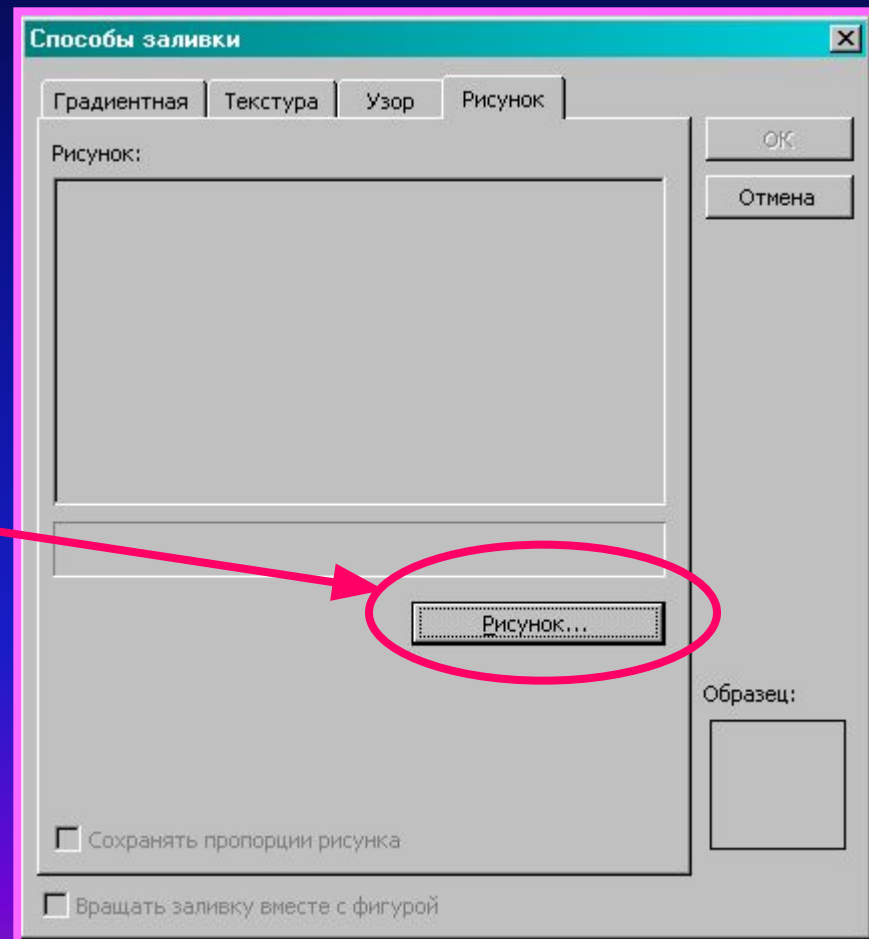 Способы заливки
Градиентная Текстура Узор Рисунок
Рисунок:
ОК
Отмена
Рисунок...
Образец:
Сохранять пропорции рисунка
Вращать заливку вместе с фигурой